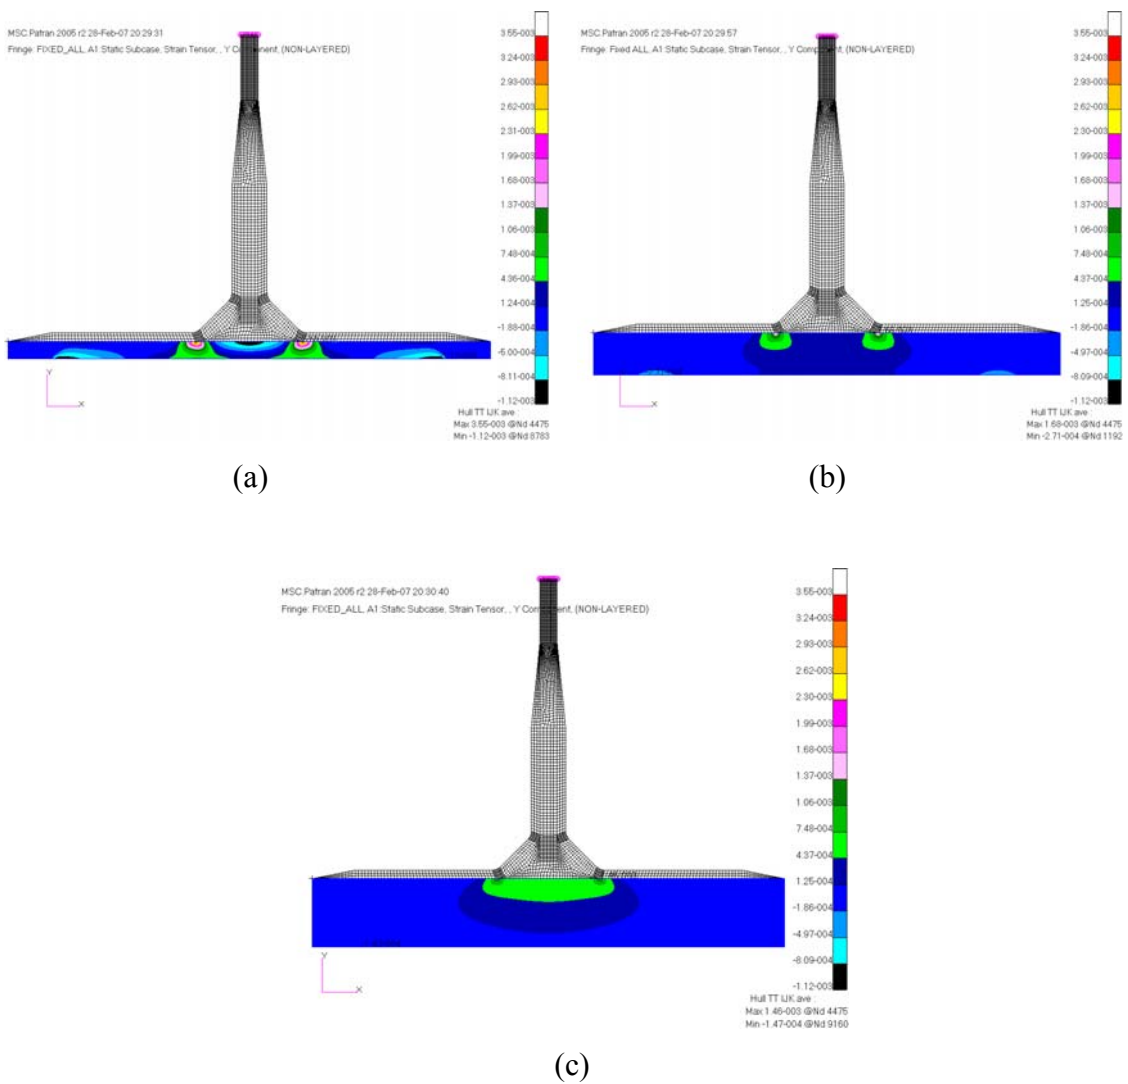 MSC.Patran 2005 r2 28-Feb-07 20:29:31
Fringe: FIXED_ALL, A1:Static Subcase, Strain Tensor, , Y Component, (NON-LAYERED)
3.55-003
3.24-003
2.93-003
2.62-003
2.31-003
1.99-003
1.68-003
1.37-003
1.06-003
7.48-004
4.36-004
1.24-004
-1.88-004
-5.00-004
-8.11-004
-1.12-003
Y
X
Hull TT IJK ave :
Max 3.55-003 @Nd 4475
Min -1.12-003 @Nd 8783
(a)
MSC.Patran 2005 r2 28-Feb-07 20:29:57
Fringe: Fixed ALL, A1:Static Subcase, Strain Tensor, , Y Component, (NON-LAYERED)
3.55-003
3.24-003
2.93-003
2.62-003
2.30-003
1.99-003
1.68-003
1.37-003
1.06-003
7.48-004
4.37-004
1.25-004
-1.86-004
-4.97-004
-8.09-004
-1.12-003
Y
X
Hull TT IJK ave :
Max 1.68-003 @Nd 4475
Min -2.71-004 @Nd 1192
(b)
MSC.Patran 2005 r2 28-Feb-07 20:30:40
Fringe: FIXED_ALL, A1:Static Subcase, Strain Tensor, , Y Component, (NON-LAYERED)
3.55-003
3.24-003
2.93-003
2.62-003
2.30-003
1.99-003
1.68-003
1.37-003
1.06-003
7.48-004
4.37-004
1.25-004
-1.86-004
-4.97-004
-8.09-004
-1.12-003
Y
X
Hull TT IJK ave :
Max 1.46-003 @Nd 4475
Min -1.47-004 @Nd 9160
(c)